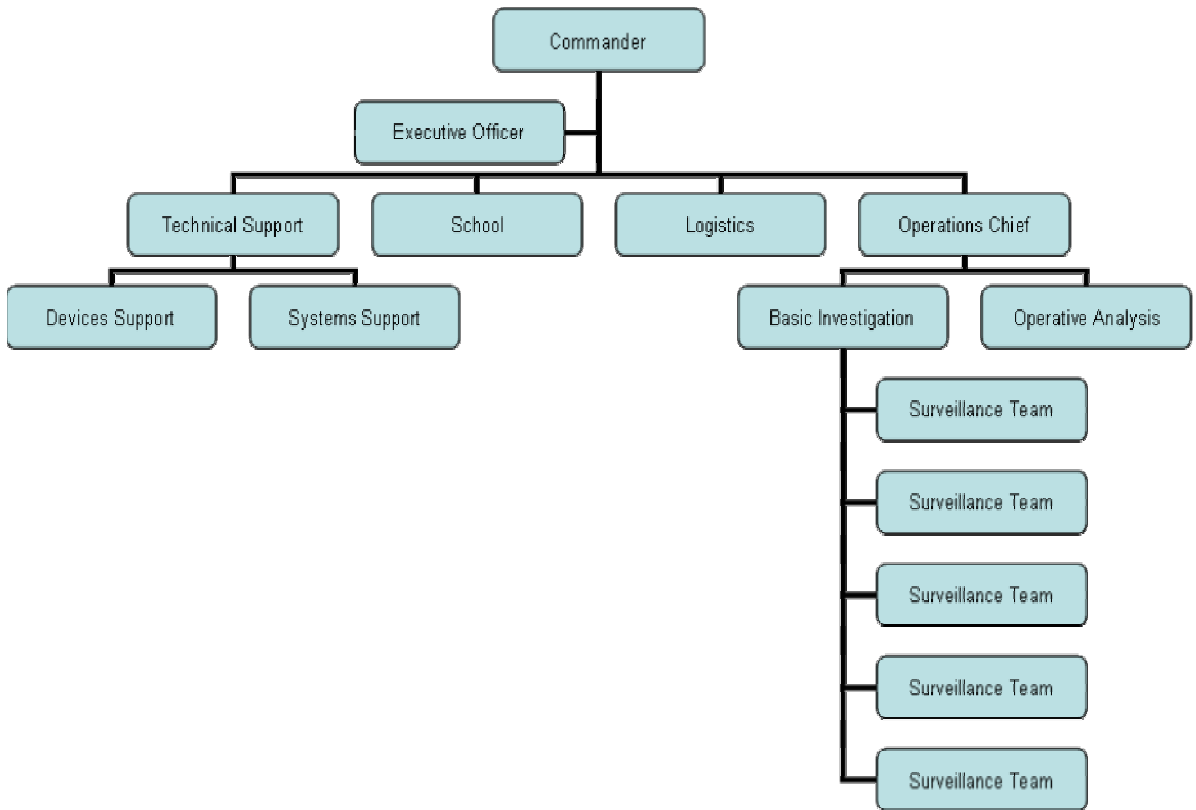 Commander
Executive Officer
Technical Support
School
Logistics
Operations Chief
Devices Support
Systems Support
Basic Investigation
Operative Analysis
Surveillance Team
Surveillance Team
Surveillance Team
Surveillance Team
Surveillance Team